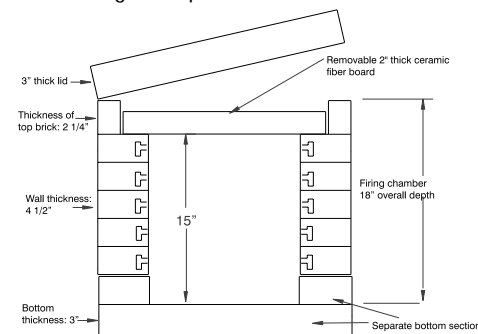 Removable 2" thick ceramic
fiber board
3" thick lid
Thickness of
top brick: 2 1/4"
Firing chamber
18" overall depth
Wall thickness:
4 1/2"
15"
Bottom
thickness: 3"
Separate bottom section